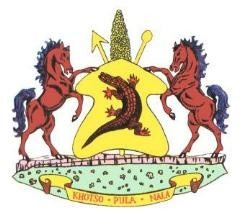 KHOTSO · PULA · NALA